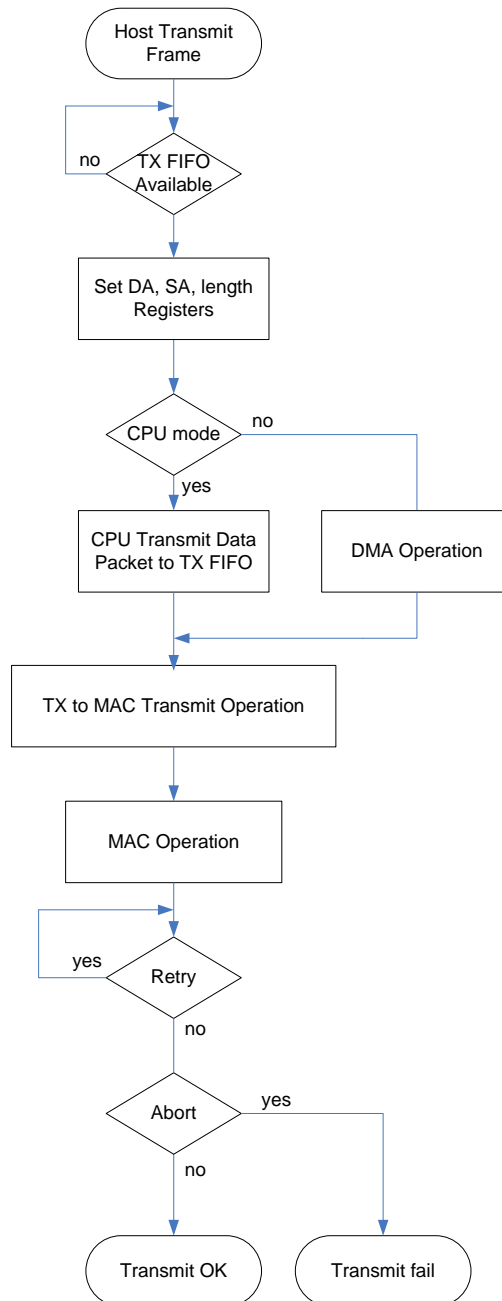 Host Transmit
Frame
no
TX FIFO
Available
Set DA, SA, length
Registers
CPU mode
no
yes
CPU Transmit Data
Packet to TX FIFO
DMA Operation
TX to MAC Transmit Operation
MAC Operation
yes
Retry
no
Abort
yes
no
Transmit OK
Transmit fail